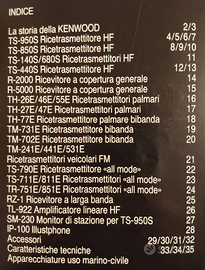 INDICE
La storia della KENWOOD 2/3
TS-950S Ricetrasmettitore HF 4/5/6/7
TS-850S Ricetrasmettitore HF 8/9/10
TS-140S/680S Ricetrasmettitori HF 11
TS-440S Ricetrasmettitore HF 12/13
R-2000 Ricevitore a copertura generale 14
R-5000 Ricevitore a copertura generale 15
TH-26E/46E/55E Ricetrasmettitori palmari 16
TH-27E/47E Ricetrasmettitori palmari 17
TH-77E Ricetrasmettitore palmare bibanda 18
TM-731E Ricetrasmettitore bibanda 19
TM-702E Ricetrasmettitore bibanda 20
TM-241E/441E/531E
Ricetrasmettitori veicolari FM 21
TS-790E Ricetrasmettitore «all mode» 22
TS-711E/811E Ricetrasmettitori «all mode» 23
TR-751E/851E Ricetrasmettitori «all mode» 24
RZ-1 Ricevitore a larga banda 25
TL-922 Amplificatore lineare HF 26
SM-230 Monitor di stazione per TS-950S 27
IP-100 Illustphone 28
Accessori 29/30/31/32
Caratteristiche tecniche 33/34/35
Apparecchiature uso marino-civile